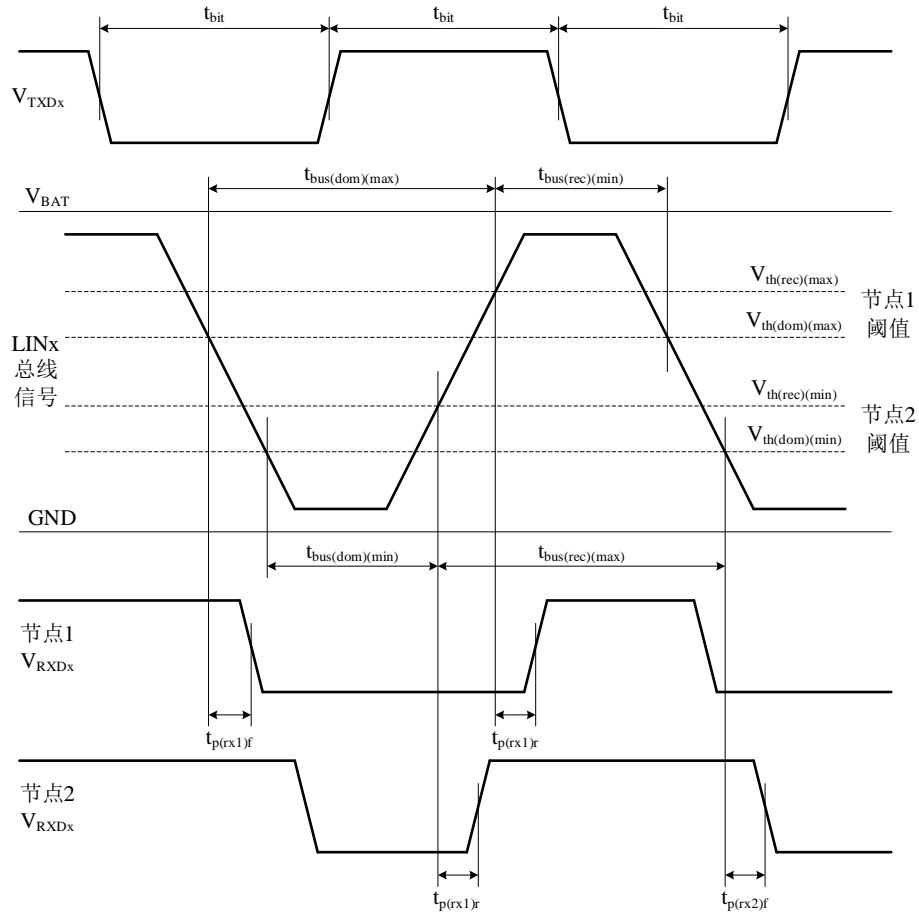 t_bit t_bit t_bit
V_TXDx
t_bus(dom)(max) t_bus(rec)(min)
V_BAT
V_th(rec)(max)
节点1
阈值
V_th(dom)(max)
LINx
总线
信号
V_th(rec)(min)
节点2
阈值
V_th(dom)(min)
GND
t_bus(dom)(min) t_bus(rec)(max)
节点1
V_RXDx
t_p(rx1)f t_p(rx1)r
节点2
V_RXDx
t_p(rx1)r t_p(rx2)f